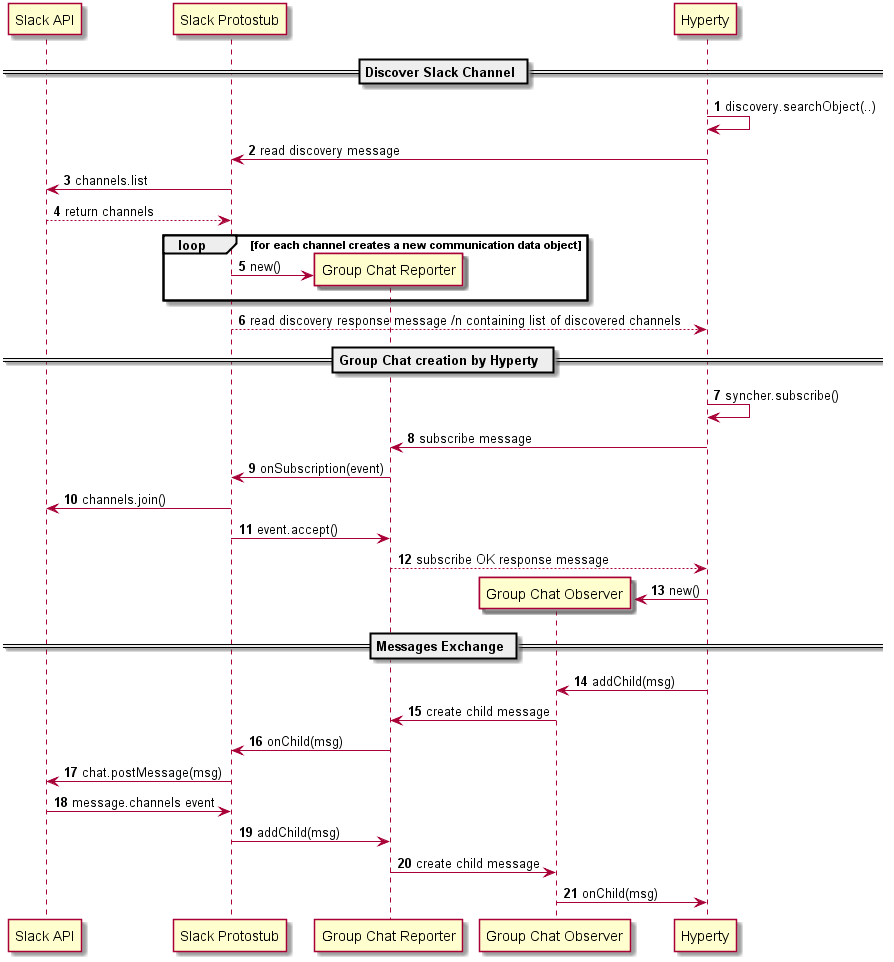 Slack API
Slack Protostub
Hyperty
Discover Slack Channel
1 discovery.searchObject(..)
2 read discovery message
3 channels.list
4 return channels
loop [for each channel creates a new communication data object]
5 new()
Group Chat Reporter
6 read discovery response message /n containing list of discovered channels
Group Chat creation by Hyperty
7 syncher.subscribe()
8 subscribe message
9 onSubscription(event)
10 channels.join()
11 event.accept()
12 subscribe OK response message
Group Chat Observer
13 new()
Messages Exchange
14 addChild(msg)
15 create child message
16 onChild(msg)
17 chat.postMessage(msg)
18 message.channels event
19 addChild(msg)
20 create child message
21 onChild(msg)
Slack API
Slack Protostub
Group Chat Reporter
Group Chat Observer
Hyperty